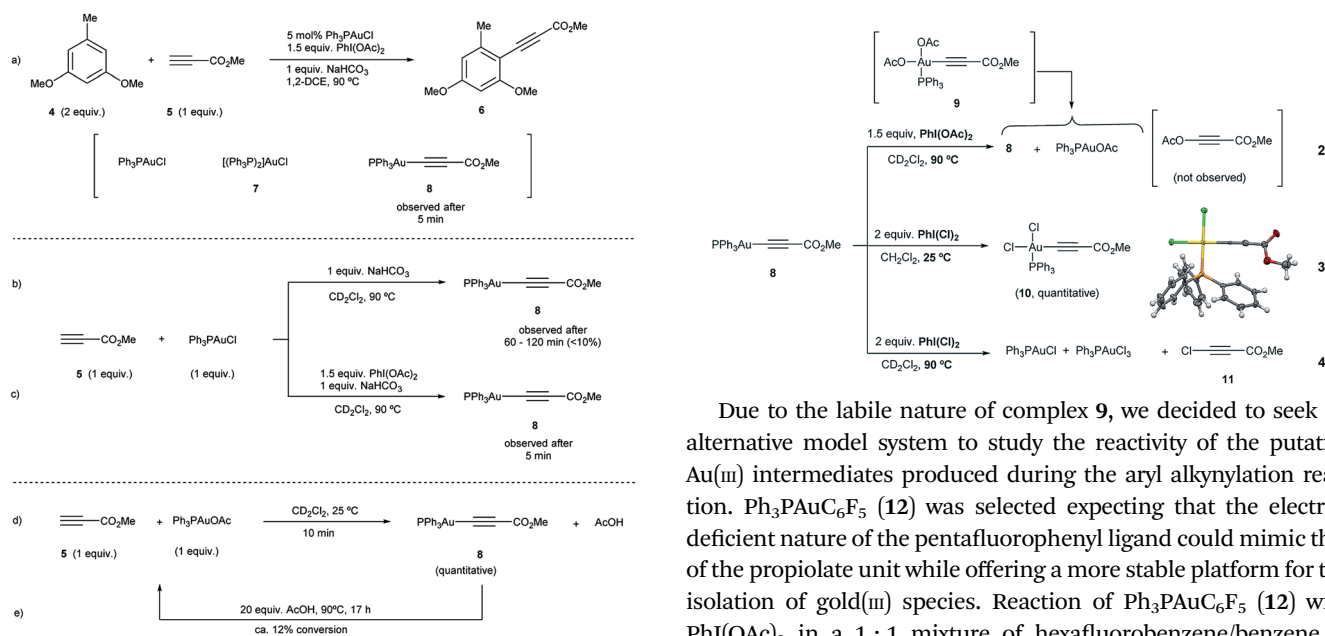 Me
5 mol% Ph₃PAuCl
1.5 equiv. PhI(OAc)₂
Me
CO₂Me
a)
+
CO₂Me
1 equiv. NaHCO₃
1,2-DCE, 90 ºC
MeO
OMe
MeO
OMe
4 (2 equiv.)
5 (1 equiv.)
6
Ph₃PAuCl
[(Ph₃P)₂]AuCl
PPh₃Au
CO₂Me
7
8
observed after
5 min
b)
1 equiv. NaHCO₃
CD₂Cl₂, 90 ºC
PPh₃Au
CO₂Me
8
observed after
60 - 120 min (<10%)
CO₂Me
+
Ph₃PAuCl
5 (1 equiv.)
(1 equiv.)
c)
1.5 equiv. PhI(OAc)₂
1 equiv. NaHCO₃
CD₂Cl₂, 90 ºC
PPh₃Au
CO₂Me
8
observed after
5 min
d)
CO₂Me
+
Ph₃PAuOAc
CD₂Cl₂, 25 ºC
10 min
PPh₃Au
CO₂Me
+
AcOH
5 (1 equiv.)
(1 equiv.)
8
(quantitative)
e)
20 equiv. AcOH, 90ºC, 17 h
ca. 12% conversion
OAc
AcO
Au
CO₂Me
PPh₃
9
1.5 equiv, PhI(OAc)₂
CD₂Cl₂, 90 ºC
8 + Ph₃PAuOAc
AcO
CO₂Me
(not observed)
2
PPh₃Au
CO₂Me
8
2 equiv. PhI(Cl)₂
CH₂Cl₂, 25 ºC
Cl
Cl
Au
CO₂Me
PPh₃
(10, quantitative)
3
2 equiv. PhI(Cl)₂
CD₂Cl₂, 90 ºC
Ph₃PAuCl + Ph₃PAuCl₃ + Cl
CO₂Me
11
4
Due to the labile nature of complex 9, we decided to seek
alternative model system to study the reactivity of the putati
Au(III) intermediates produced during the aryl alkynylation rea
tion. Ph₃PAuC₆F₅ (12) was selected expecting that the electr
deficient nature of the pentafluorophenyl ligand could mimic th
of the propiolate unit while offering a more stable platform for t
isolation of gold(III) species. Reaction of Ph₃PAuC₆F₅ (12) wi
PhI(OAc)₂ in a 1 : 1 mixture of hexafluorobenzene/benzene